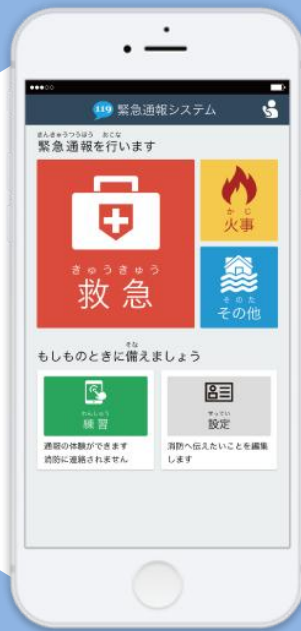 119 緊急通報システム
きんきゅうつうほう おこな
緊急通報を行います
きゅうきゅう
救急
かじ
火事
そのた
その他
そな
もしものときに備えましょう
れんしゅう
練習
通報の体験ができます
消防に連絡されません
せってい
設定
消防へ伝えたいことを編集
します